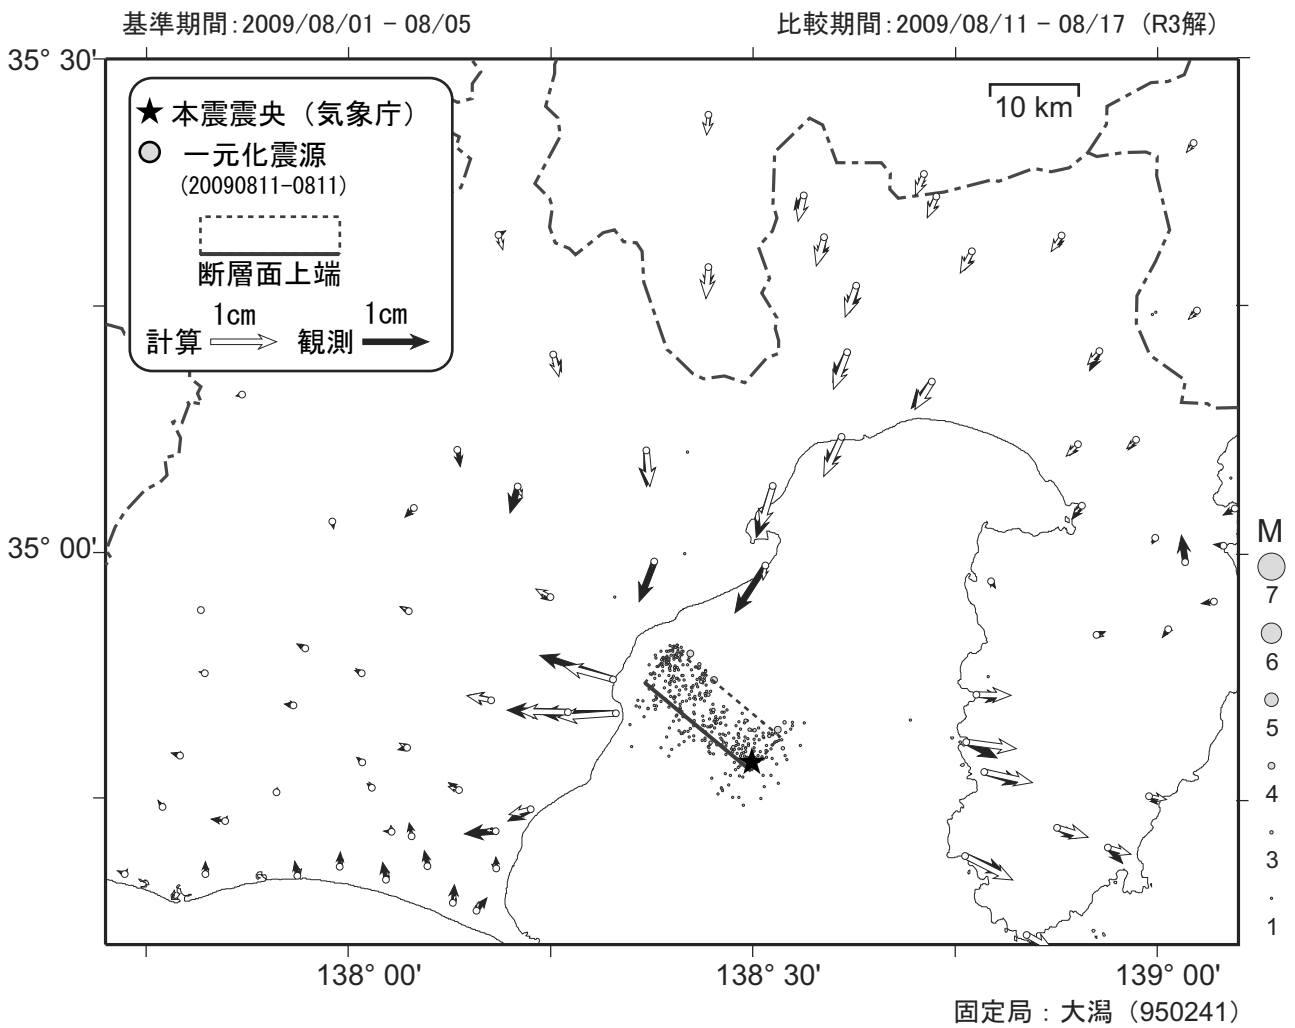 基準期間:2009/08/01 - 08/05
比較期間:2009/08/11 - 08/17 (R3解)
35° 30'
本震震央 (気象庁)
一元化震源
(20090811-0811)
断層面上端
1cm 1cm
計算 観測
10 km
35° 00'
M
7
6
5
4
3
1
138° 00' 138° 30' 139° 00'
固定局:大潟 (950241)